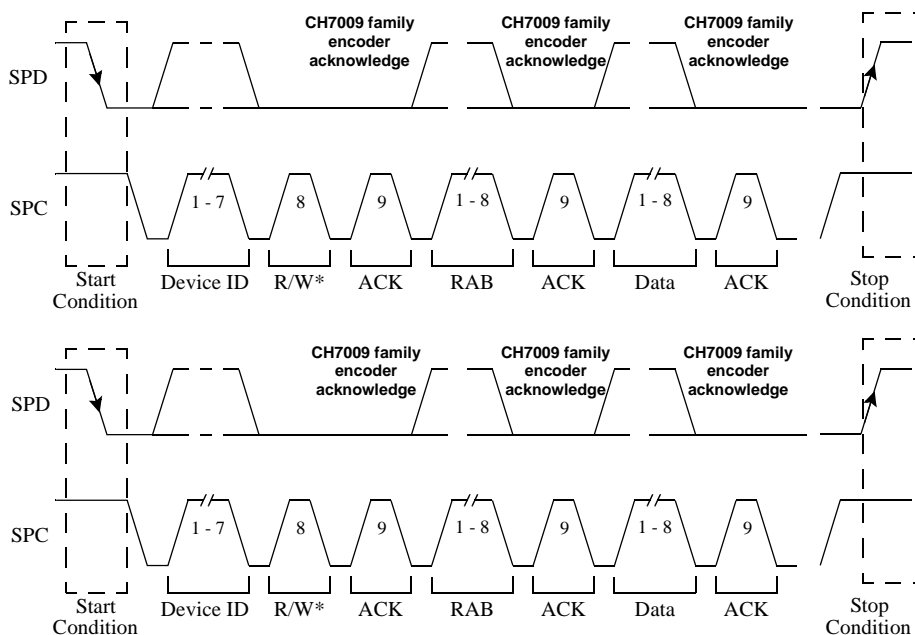 CH7009 family
encoder
acknowledge
CH7009 family
encoder
acknowledge
CH7009 family
encoder
acknowledge
SPD
SPC
1 - 7
8
9
1 - 8
9
1 - 8
9
Start
Condition
Device ID
R/W*
ACK
RAB
ACK
Data
ACK
Stop
Condition
CH7009 family
encoder
acknowledge
CH7009 family
encoder
acknowledge
CH7009 family
encoder
acknowledge
SPD
SPC
1 - 7
8
9
1 - 8
9
1 - 8
9
Start
Condition
Device ID
R/W*
ACK
RAB
ACK
Data
ACK
Stop
Condition